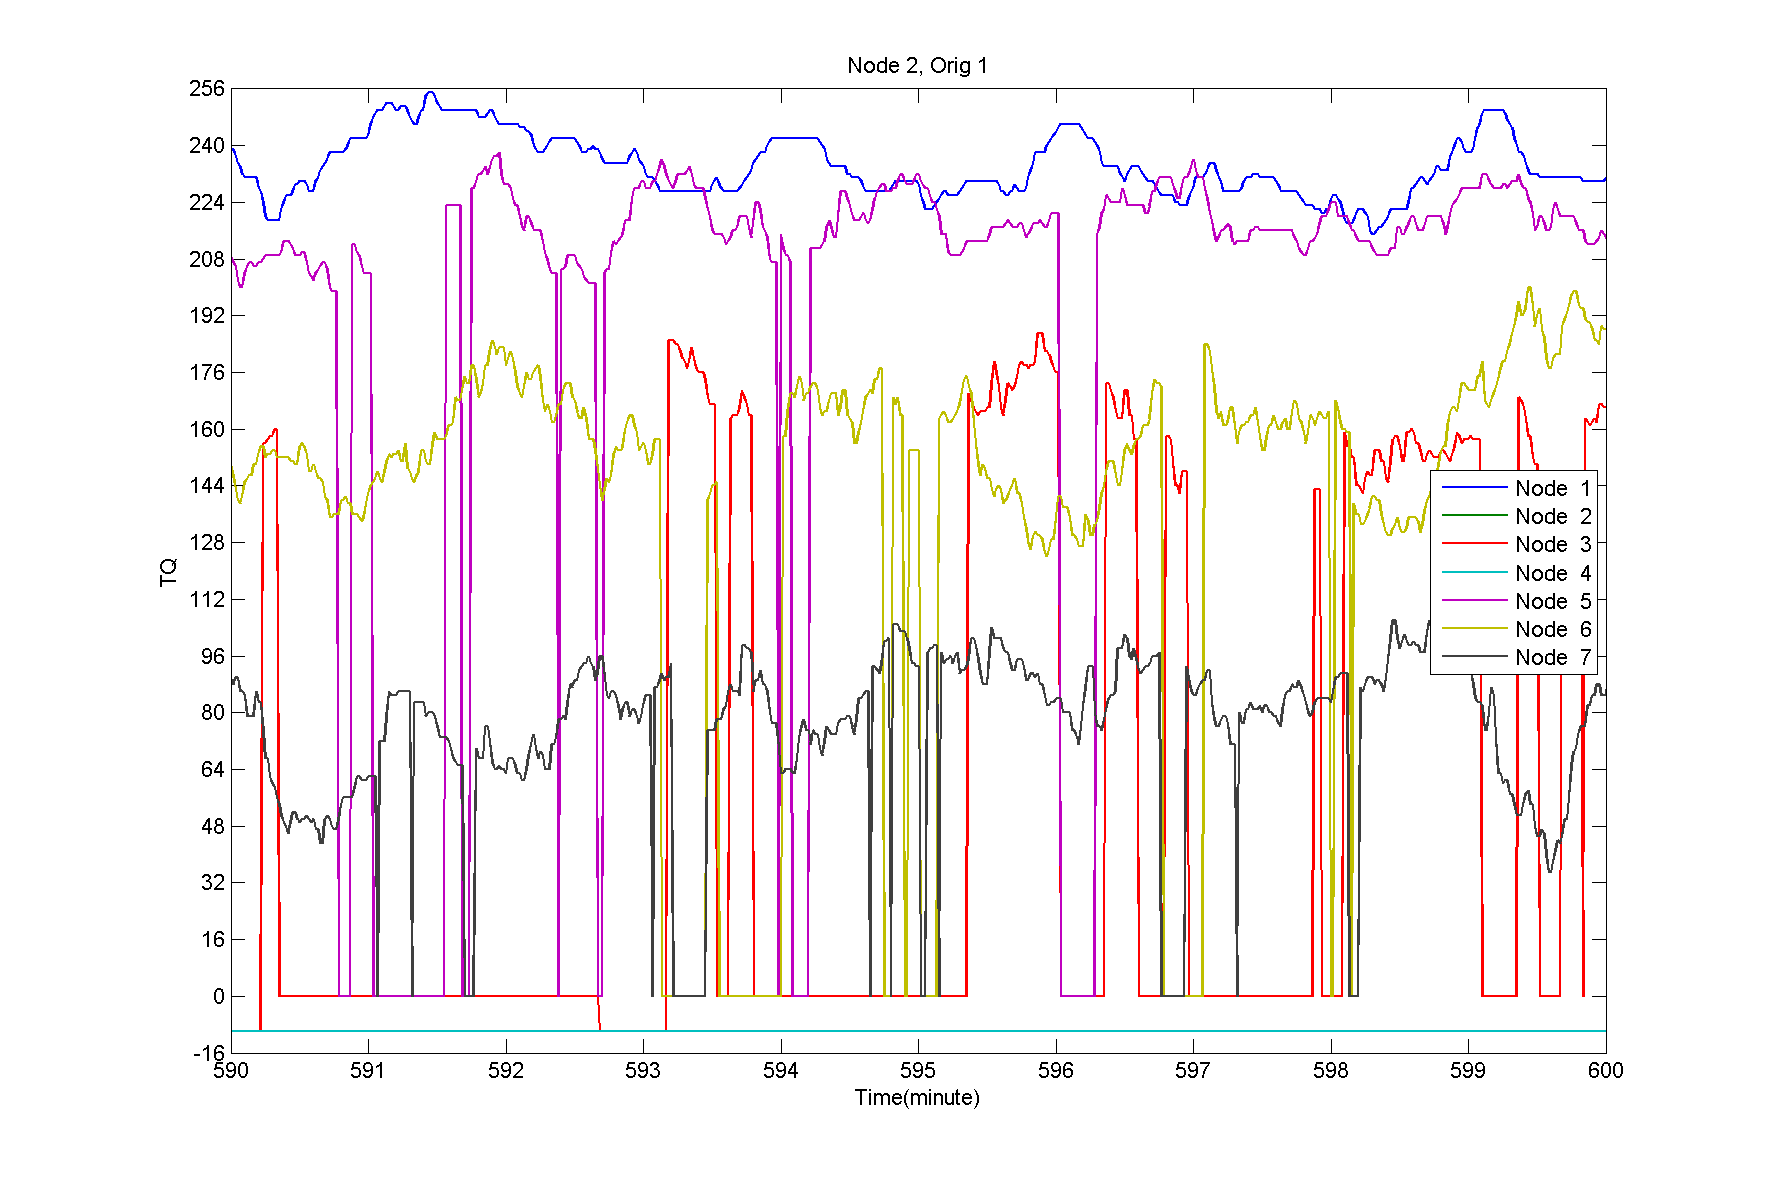 Node 2, Orig 1
256
240
224
208
192
176
160
144
128
112
96
80
64
48
32
16
0
-16
TQ
Node 1
Node 2
Node 3
Node 4
Node 5
Node 6
Node 7
590 591 592 593 594 595 596 597 598 599 600
Time(minute)